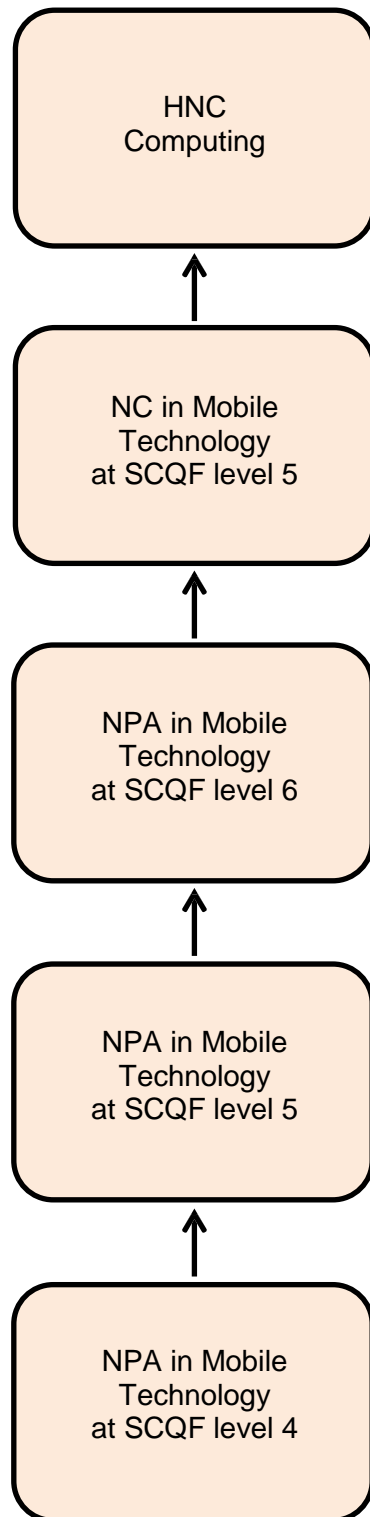 HNC
Computing
NC in Mobile
Technology
at SCQF level 5
NPA in Mobile
Technology
at SCQF level 6
NPA in Mobile
Technology
at SCQF level 5
NPA in Mobile
Technology
at SCQF level 4